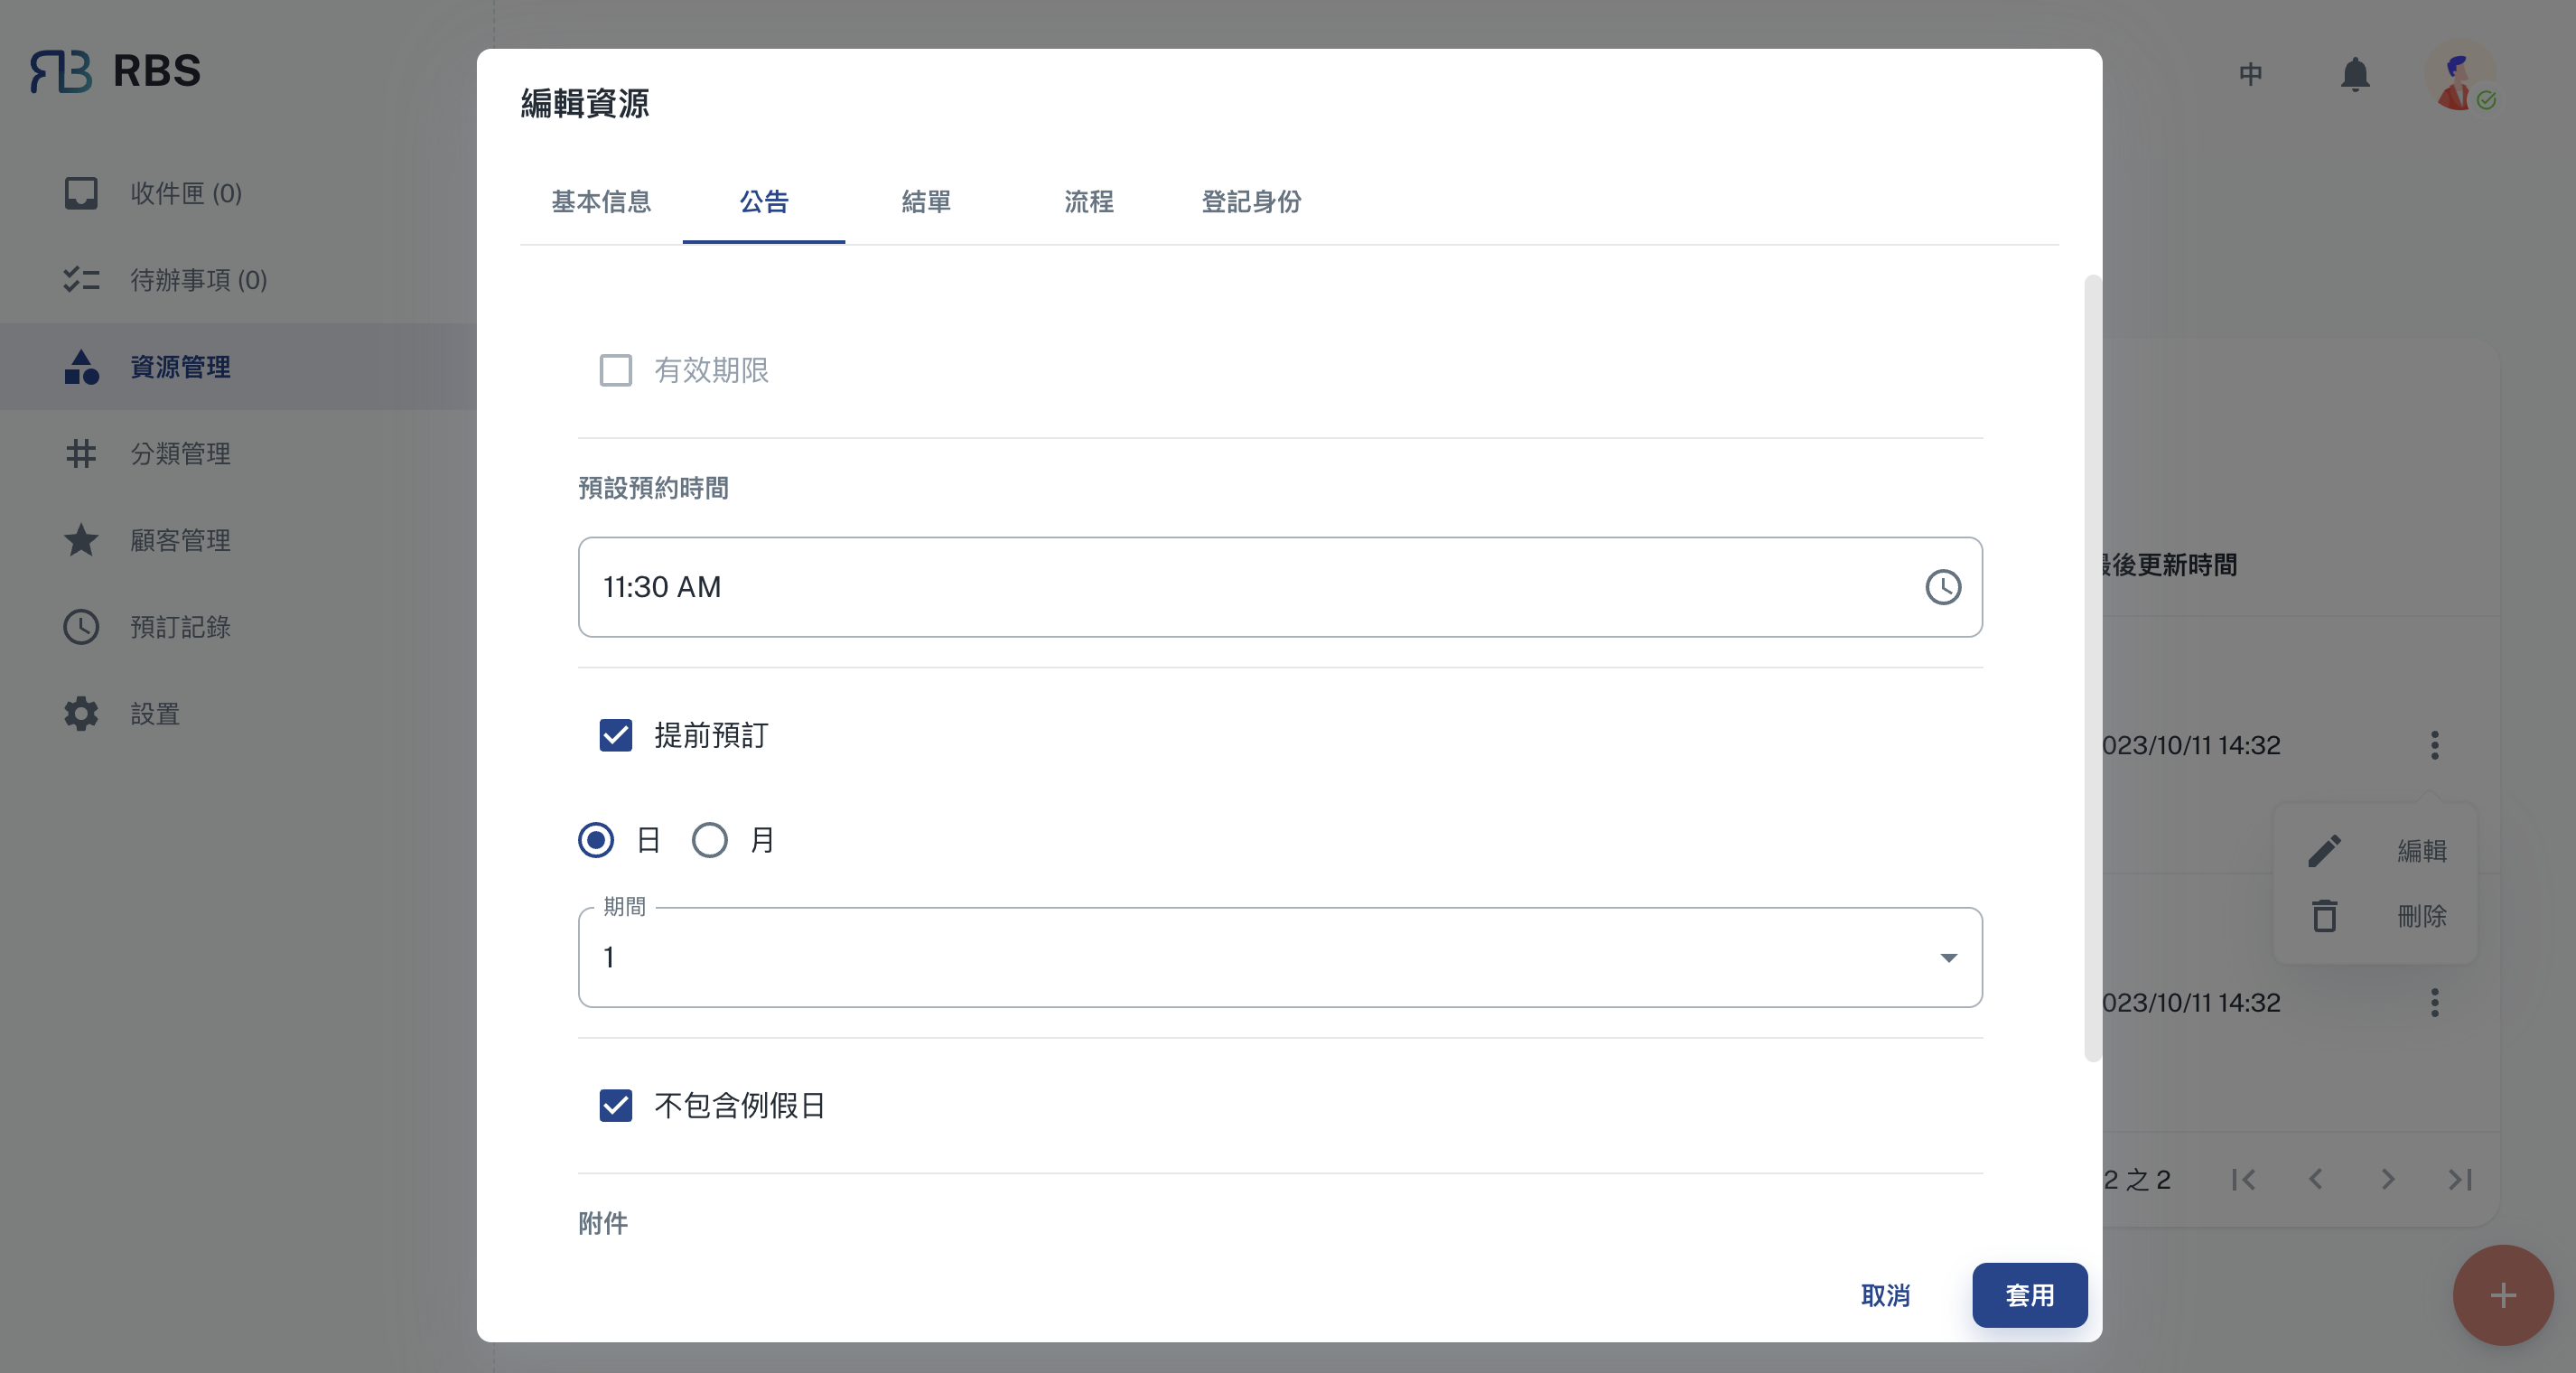 RBS
收件匣 (0)
待辦事項 (0)
資源管理
分類管理
顧客管理
預訂記錄
設置
編輯資源
基本信息
公告
結單
流程
登記身份
有效期限
預設預約時間
11:30 AM
提前預訂
日
月
期間
1
不包含例假日
附件
取消
套用
中
後更新時間
023/10/11 14:32
編輯
刪除
023/10/11 14:32
2 之 2